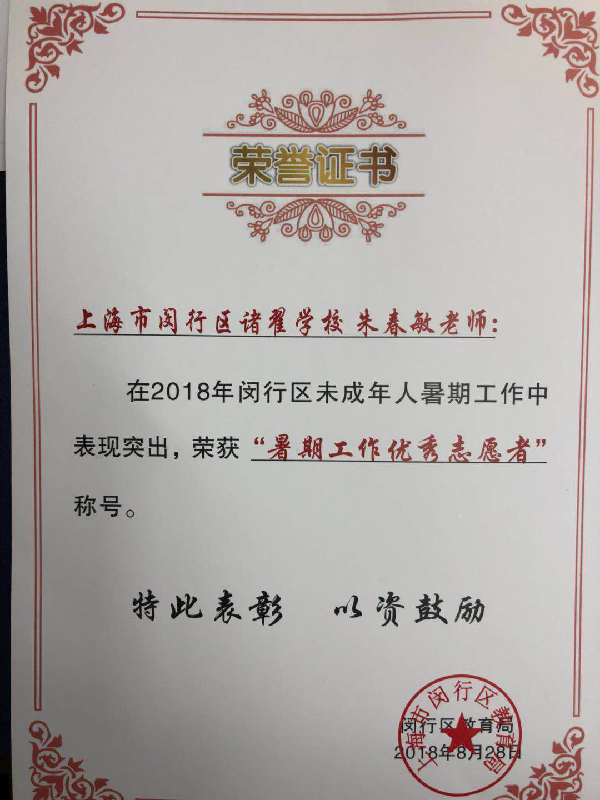 荣誉证书
上海市闵行区诸翟学校朱春敏老师：
在2018年闵行区未成年人暑期工作中
表现突出，荣获“暑期工作优秀志愿者”
称号。
特此表彰 以资鼓励
上海市闵行区教育局
闵行区教育局
2018年8月28日